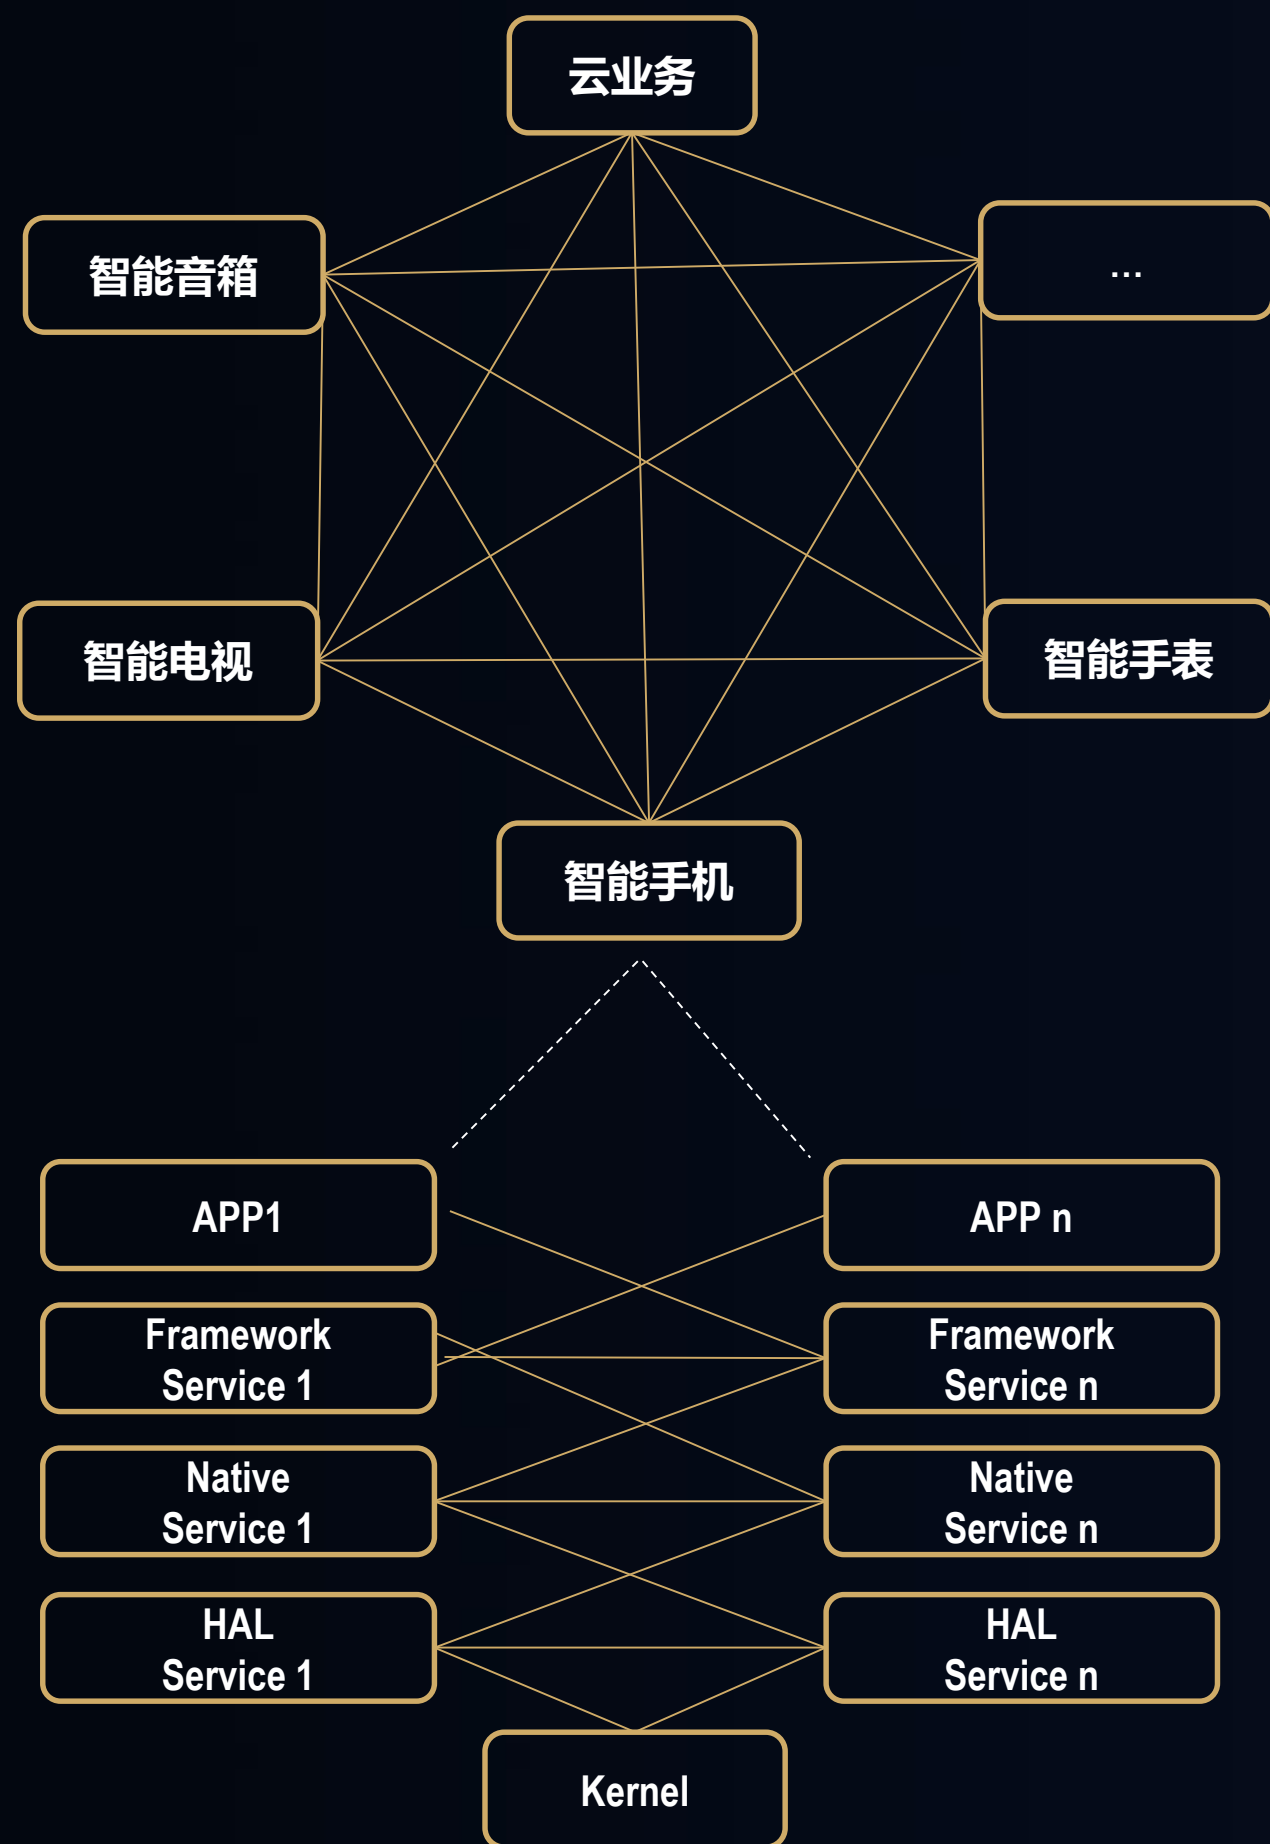 云业务
智能音箱
...
智能电视
智能手表
智能手机
APP1
APP n
Framework
Service 1
Framework
Service n
Native
Service 1
Native
Service n
HAL
Service 1
HAL
Service n
Kernel